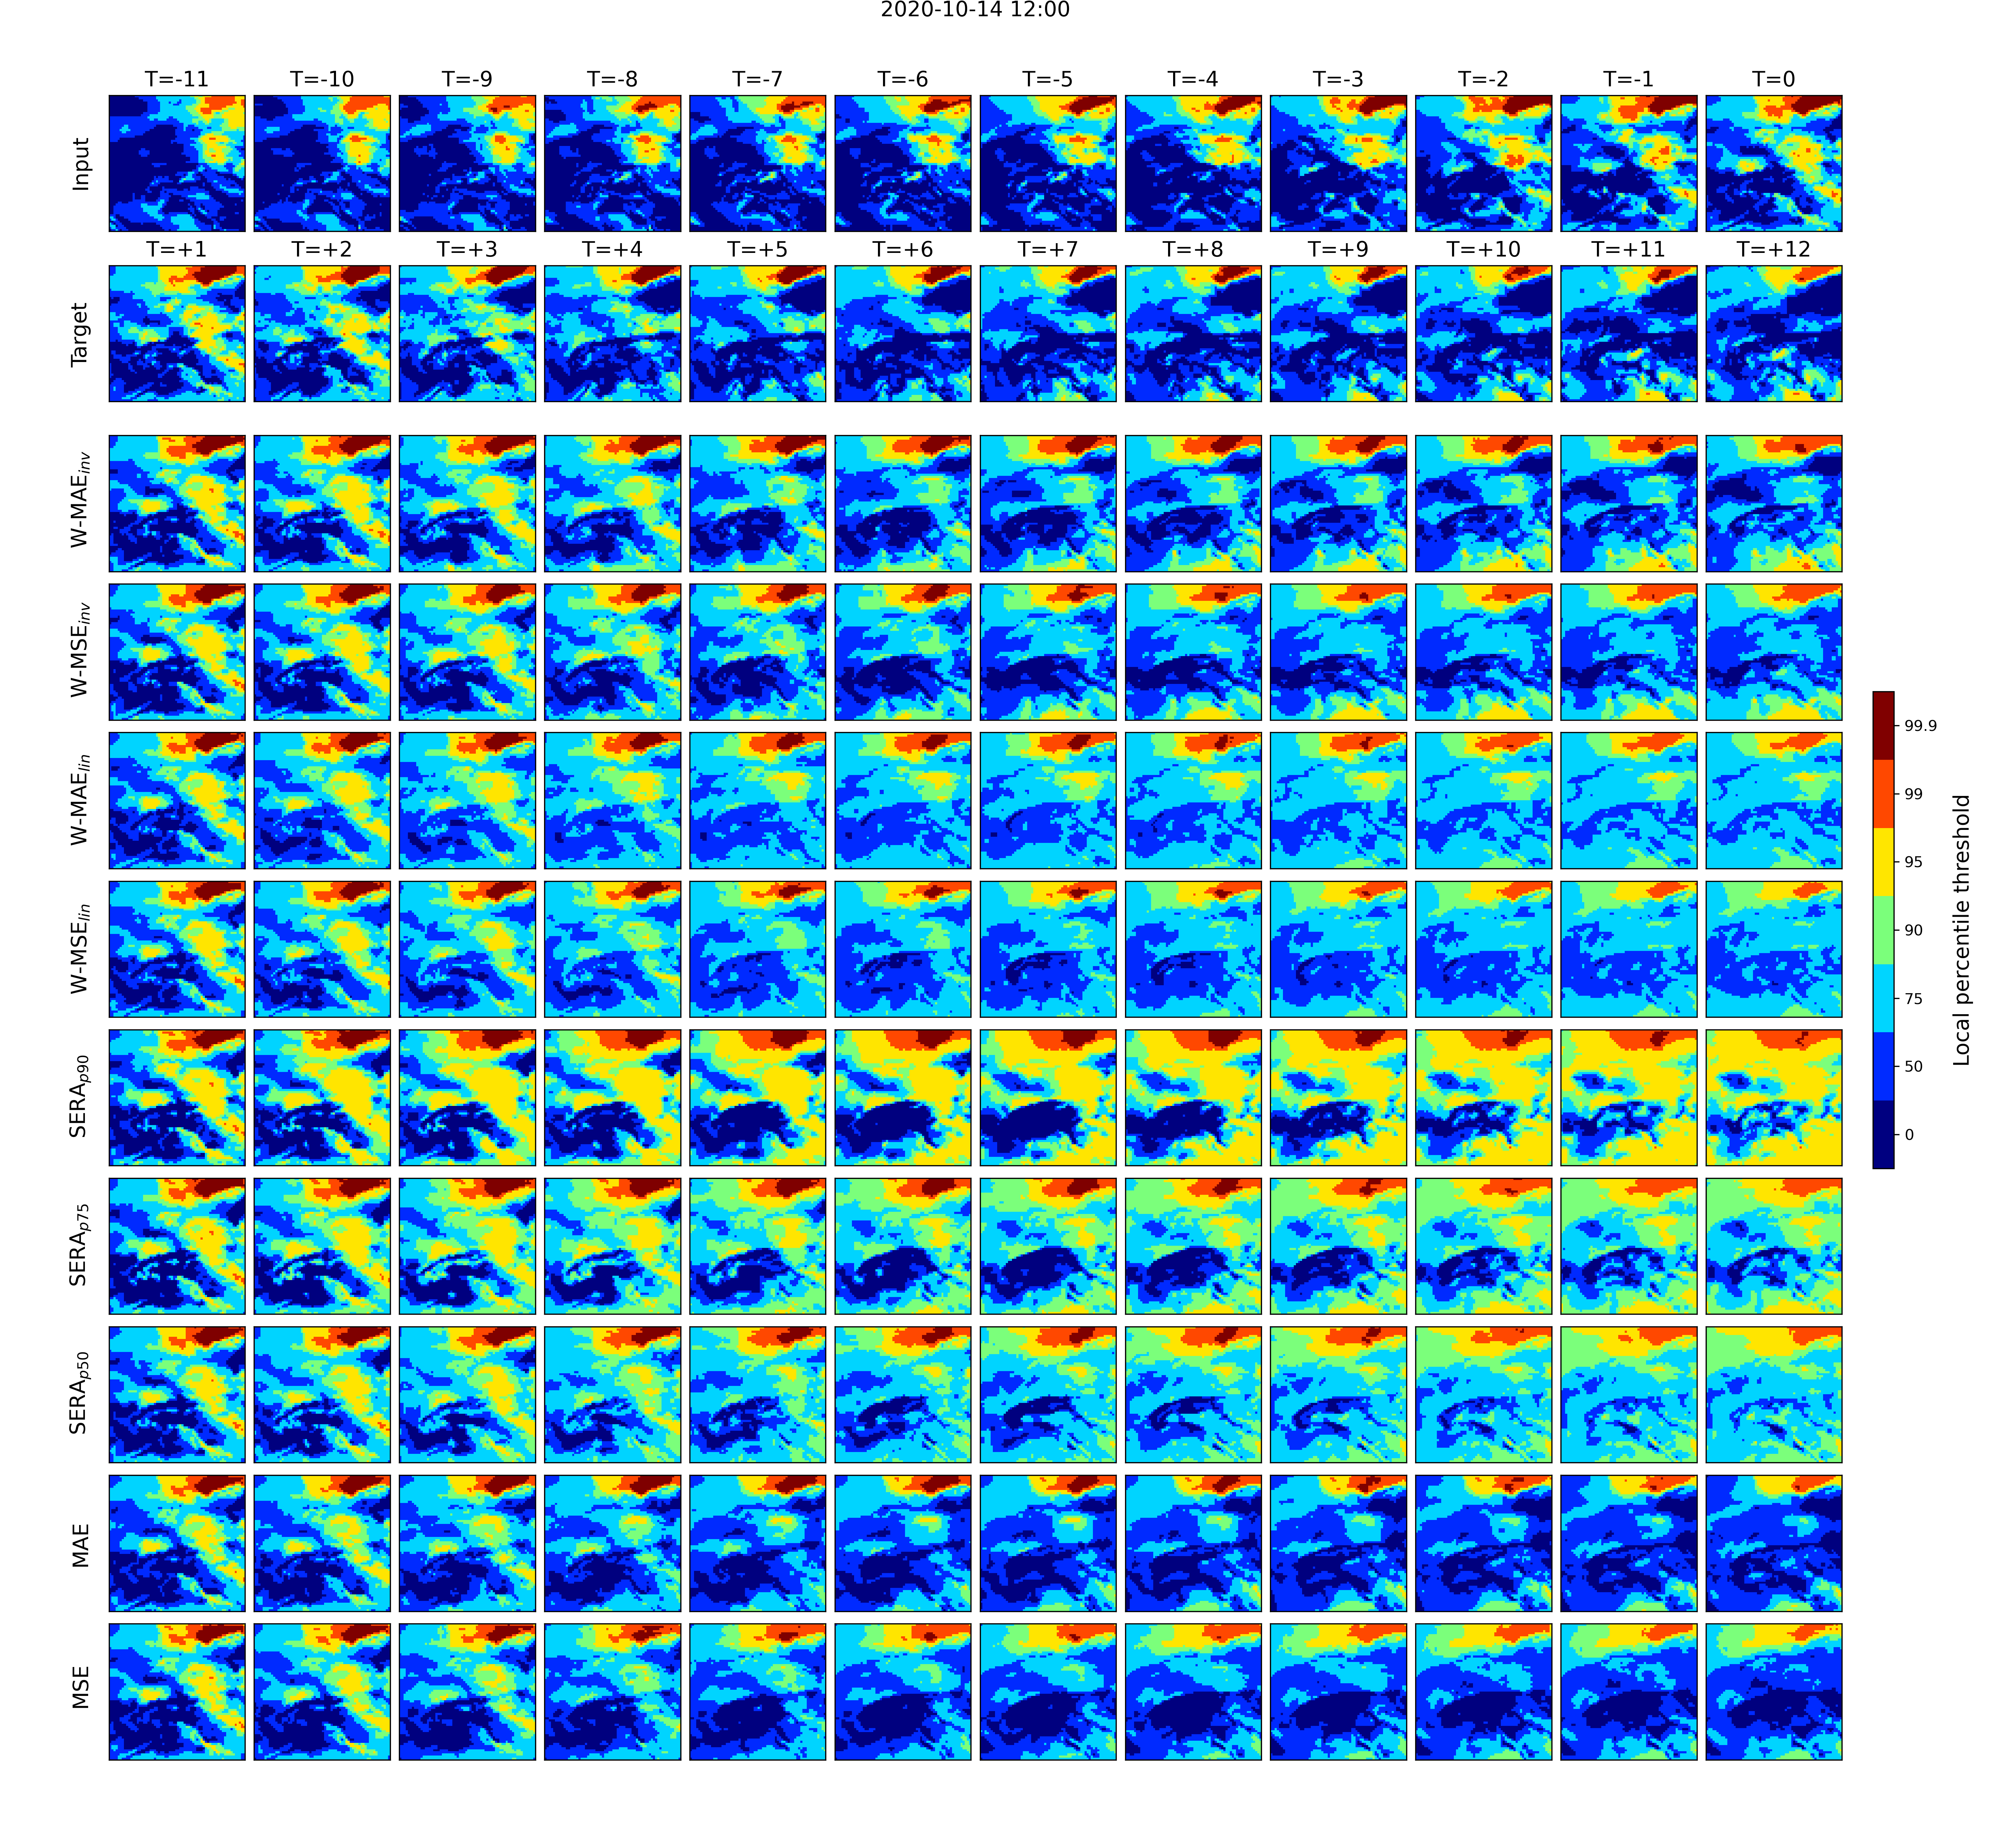 2020-10-14 12:00
T=-11 T=-10 T=-9 T=-8 T=-7 T=-6 T=-5 T=-4 T=-3 T=-2 T=-1 T=0
Input
T=+1 T=+2 T=+3 T=+4 T=+5 T=+6 T=+7 T=+8 T=+9 T=+10 T=+11 T=+12
Target
W-MAEinv
W-MSEinv
W-MAElin
W-MSElin
SERAp90
SERAp75
SERAp50
MAE
MSE
99.9
99
95
90
75
50
0
Local percentile threshold